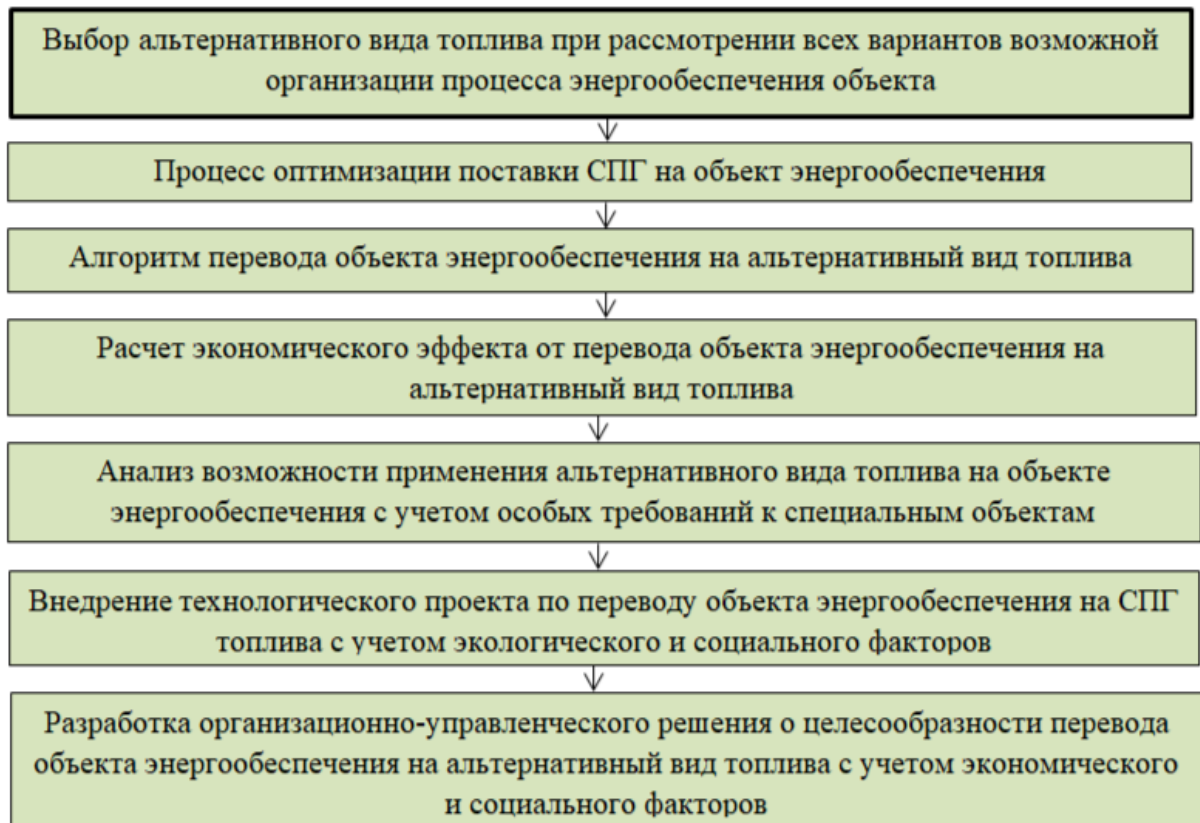 Выбор альтернативного вида топлива при рассмотрении всех вариантов возможной
организации процесса энергообеспечения объекта
Процесс оптимизации поставки СПГ на объект энергообеспечения
Алгоритм перевода объекта энергообеспечения на альтернативный вид топлива
Расчет экономического эффекта от перевода объекта энергообеспечения на
альтернативный вид топлива
Анализ возможности применения альтернативного вида топлива на объекте
энергообеспечения с учетом особых требований к специальным объектам
Внедрение технологического проекта по переводу объекта энергообеспечения на СПГ
топлива с учетом экологического и социального факторов
Разработка организационно-управленческого решения о целесообразности перевода
объекта энергообеспечения на альтернативный вид топлива с учетом экономического
и социального факторов